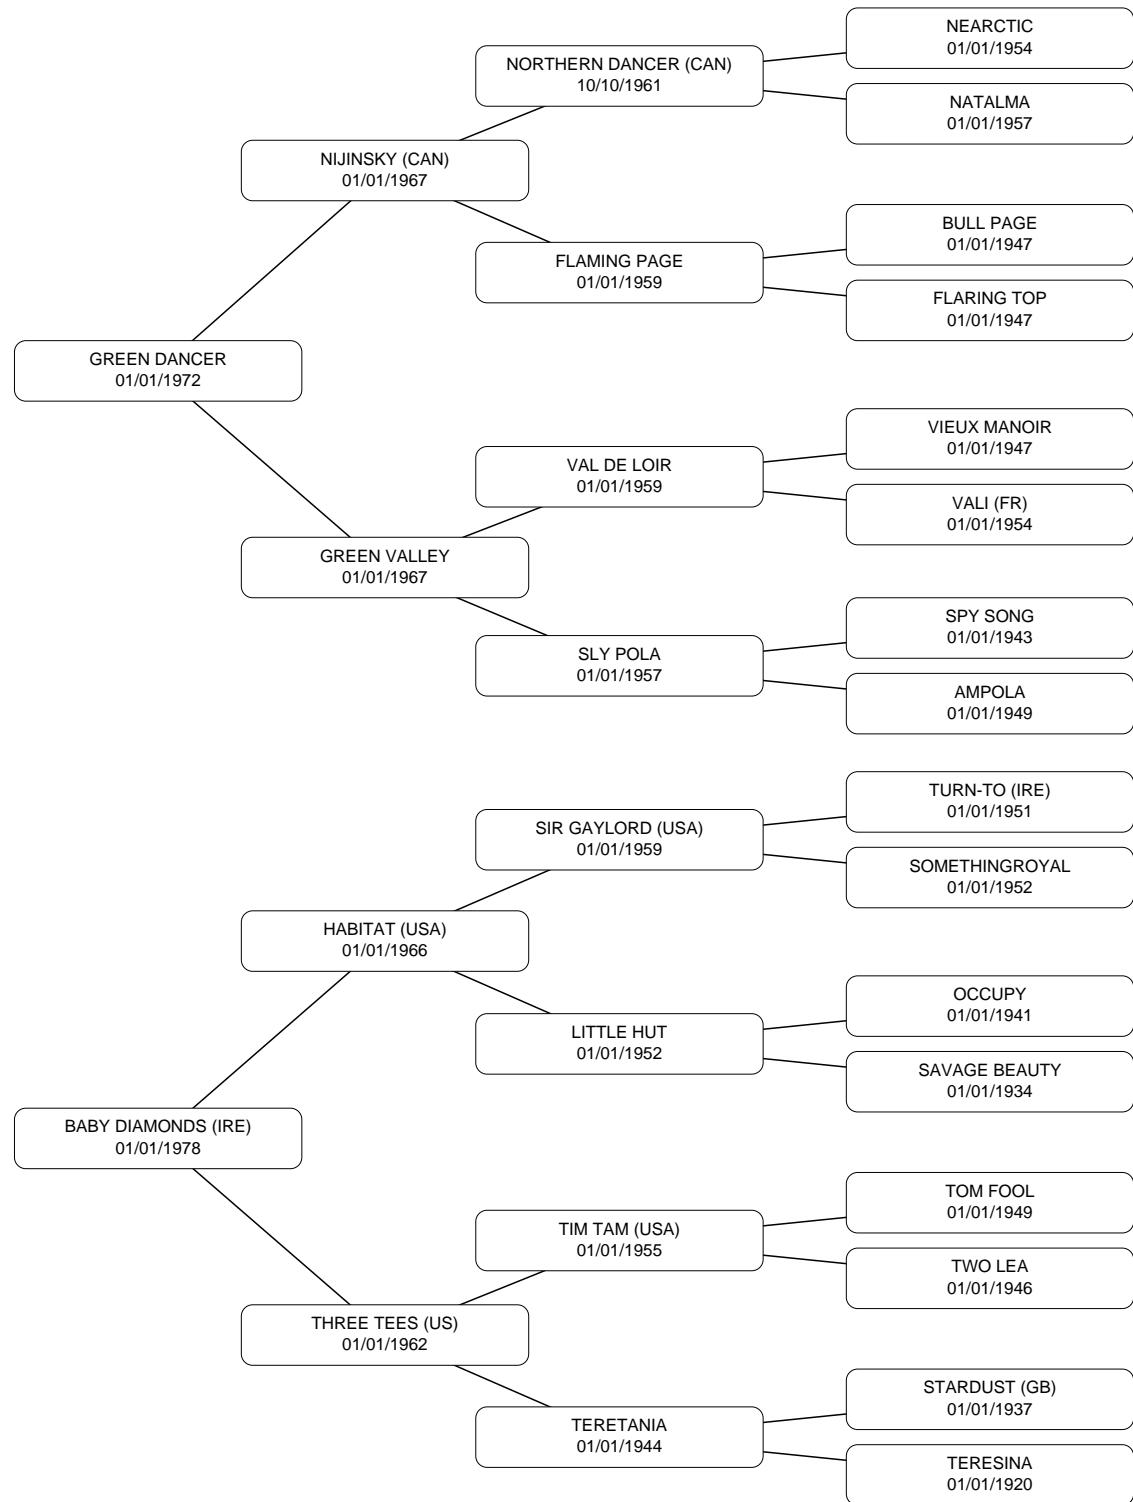 NEARCTIC
01/01/1954
NORTHERN DANCER (CAN)
10/10/1961
NATALMA
01/01/1957
NIJINSKY (CAN)
01/01/1967
BULL PAGE
01/01/1947
FLAMING PAGE
01/01/1959
FLARING TOP
01/01/1947
GREEN DANCER
01/01/1972
VIEUX MANOIR
01/01/1947
VAL DE LOIR
01/01/1959
VALI (FR)
01/01/1954
GREEN VALLEY
01/01/1967
SPY SONG
01/01/1943
SLY POLA
01/01/1957
AMPOLA
01/01/1949
TURN-TO (IRE)
01/01/1951
SIR GAYLORD (USA)
01/01/1959
SOMETHINGROYAL
01/01/1952
HABITAT (USA)
01/01/1966
OCCUPY
01/01/1941
LITTLE HUT
01/01/1952
SAVAGE BEAUTY
01/01/1934
BABY DIAMONDS (IRE)
01/01/1978
TOM FOOL
01/01/1949
TIM TAM (USA)
01/01/1955
TWO LEA
01/01/1946
THREE TEES (US)
01/01/1962
STARDUST (GB)
01/01/1937
TERETANIA
01/01/1944
TERESINA
01/01/1920